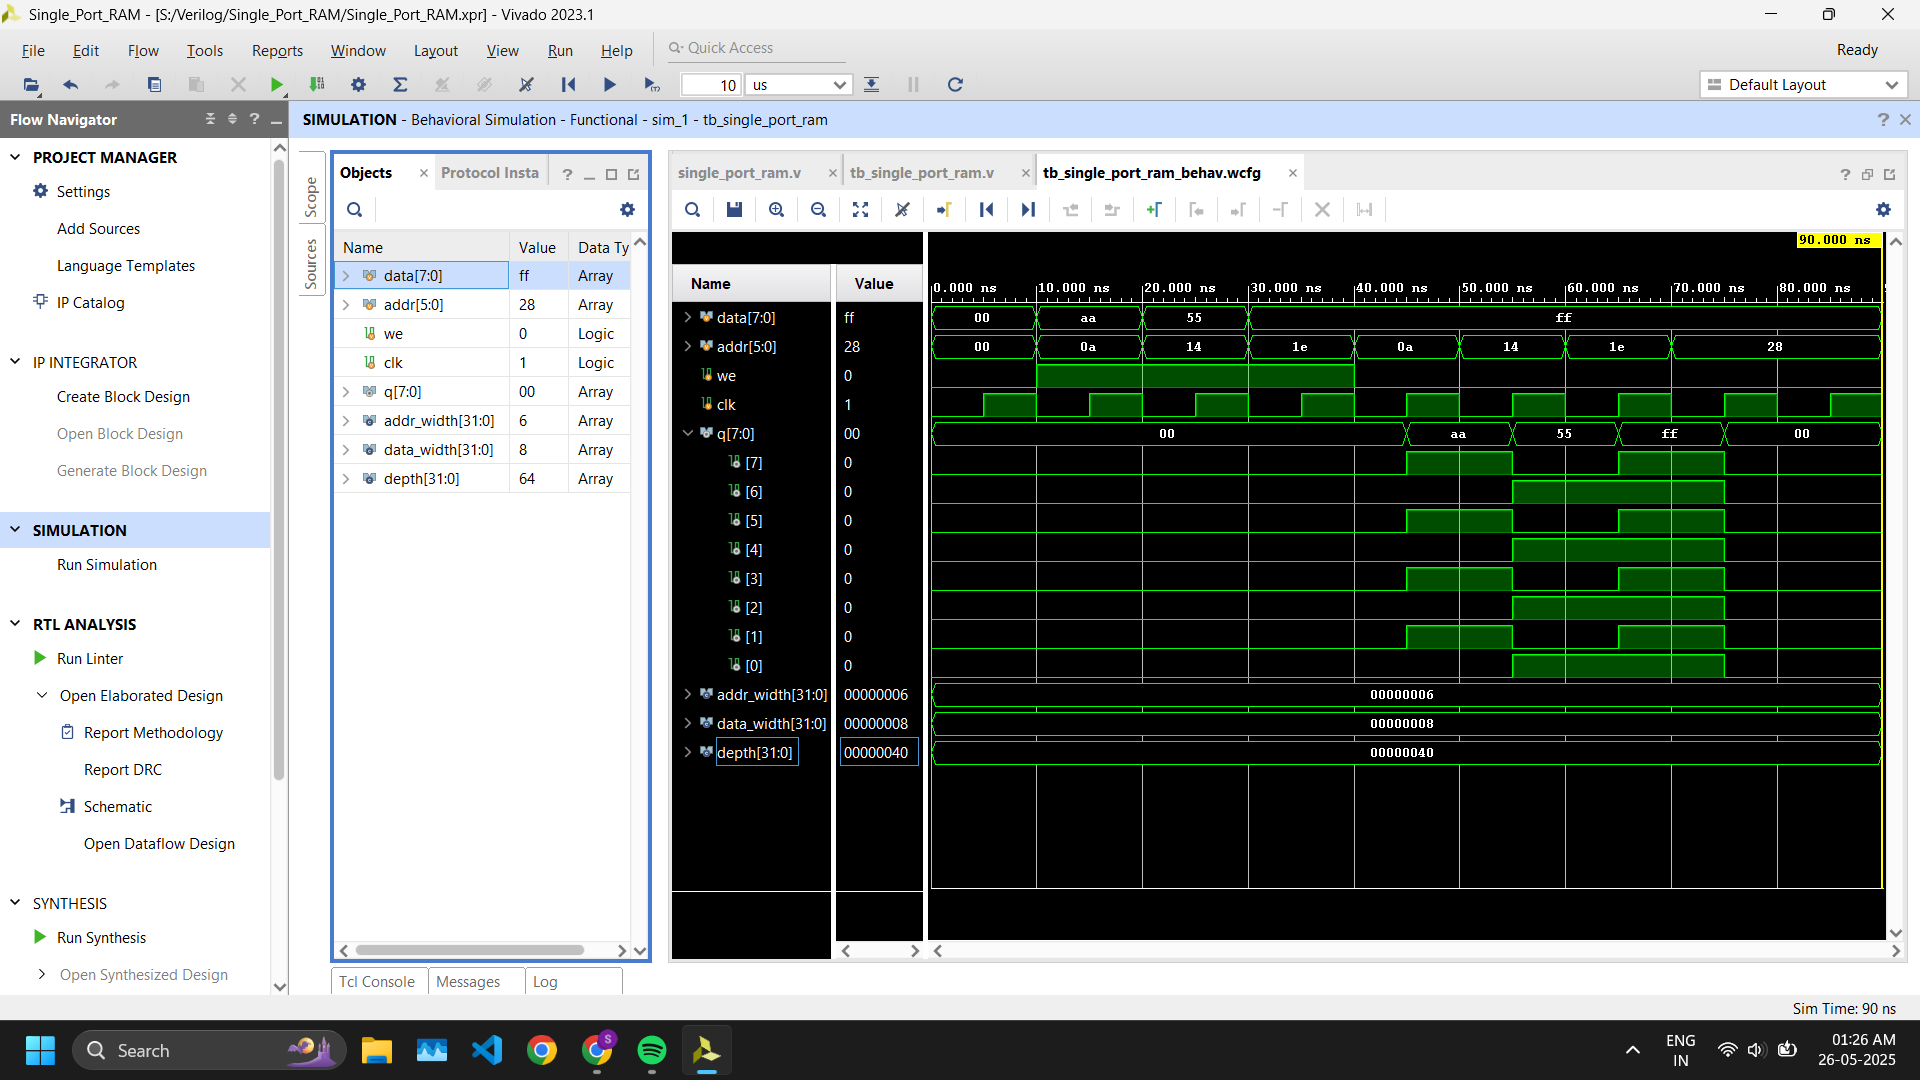 Single_Port_RAM - [S:/Verilog/Single_Port_RAM/Single_Port_RAM.xpr] - Vivado 2023.1
File Edit Flow Tools Reports Window Layout View Run Help Quick Access Ready
10 us Default Layout
Flow Navigator
SIMULATION - Behavioral Simulation - Functional - sim_1 - tb_single_port_ram
PROJECT MANAGER
Settings
Add Sources
Language Templates
IP Catalog
IP INTEGRATOR
Create Block Design
Open Block Design
Generate Block Design
SIMULATION
Run Simulation
RTL ANALYSIS
Run Linter
Open Elaborated Design
Report Methodology
Report DRC
Schematic
Open Dataflow Design
SYNTHESIS
Run Synthesis
Open Synthesized Design
Scope
Sources
Objects Protocol Insta
Name Value Data Ty
data[7:0] ff Array
addr[5:0] 28 Array
we 0 Logic
clk 1 Logic
q[7:0] 00 Array
addr_width[31:0] 6 Array
data_width[31:0] 8 Array
depth[31:0] 64 Array
single_port_ram.v tb_single_port_ram.v tb_single_port_ram_behav.wcfg
90.000 ns
Name Value
0.000 ns 10.000 ns 20.000 ns 30.000 ns 40.000 ns 50.000 ns 60.000 ns 70.000 ns 80.000 ns
data[7:0] ff 00 aa 55 ff
addr[5:0] 28 00 0a 14 1e 0a 14 1e 28
we 0
clk 1
q[7:0] 00 00 aa 55 ff 00
[7] 0
[6] 0
[5] 0
[4] 0
[3] 0
[2] 0
[1] 0
[0] 0
addr_width[31:0] 00000006 00000006
data_width[31:0] 00000008 00000008
depth[31:0] 00000040 00000040
Tcl Console Messages Log
Sim Time: 90 ns
Search
S
ENG
IN
01:26 AM
26-05-2025